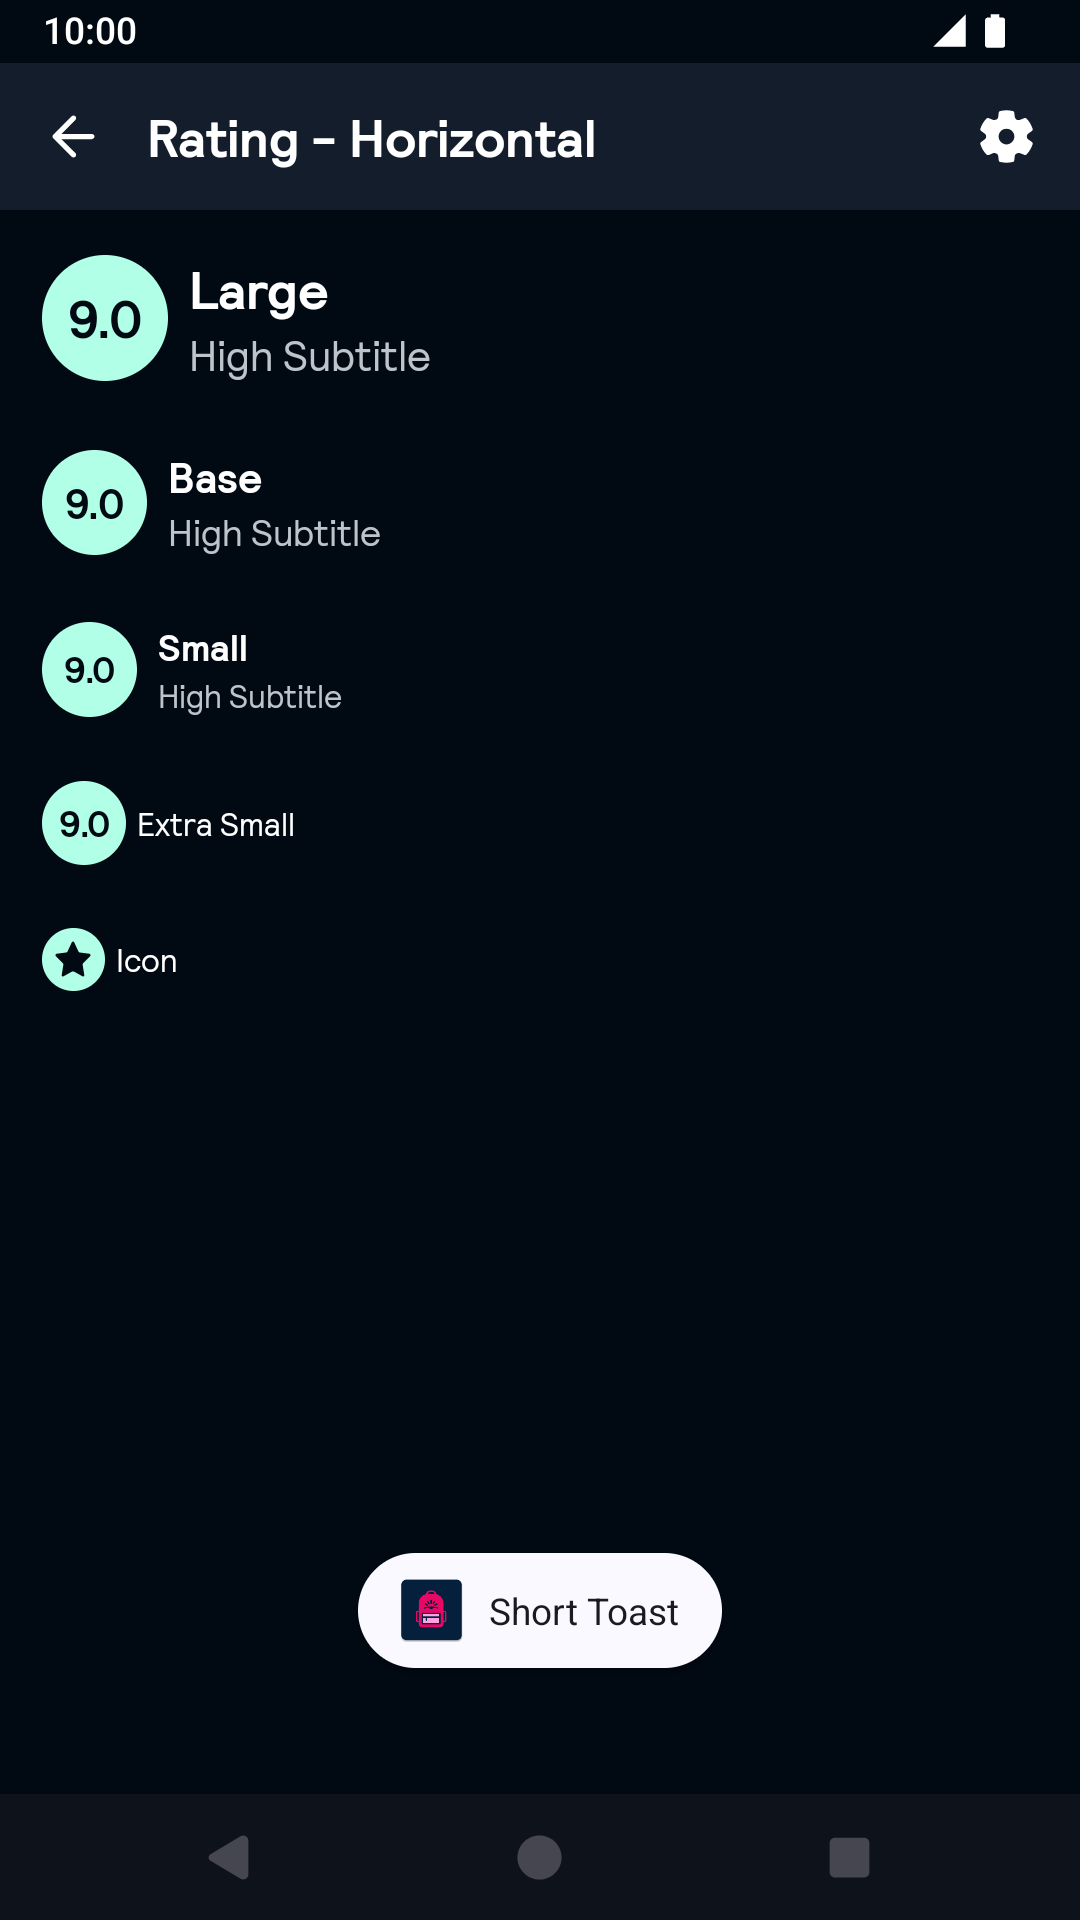 10:00
Rating – Horizontal
9.0
Large
High Subtitle
9.0
Base
High Subtitle
9.0
Small
High Subtitle
9.0
Extra Small
Icon
Short Toast